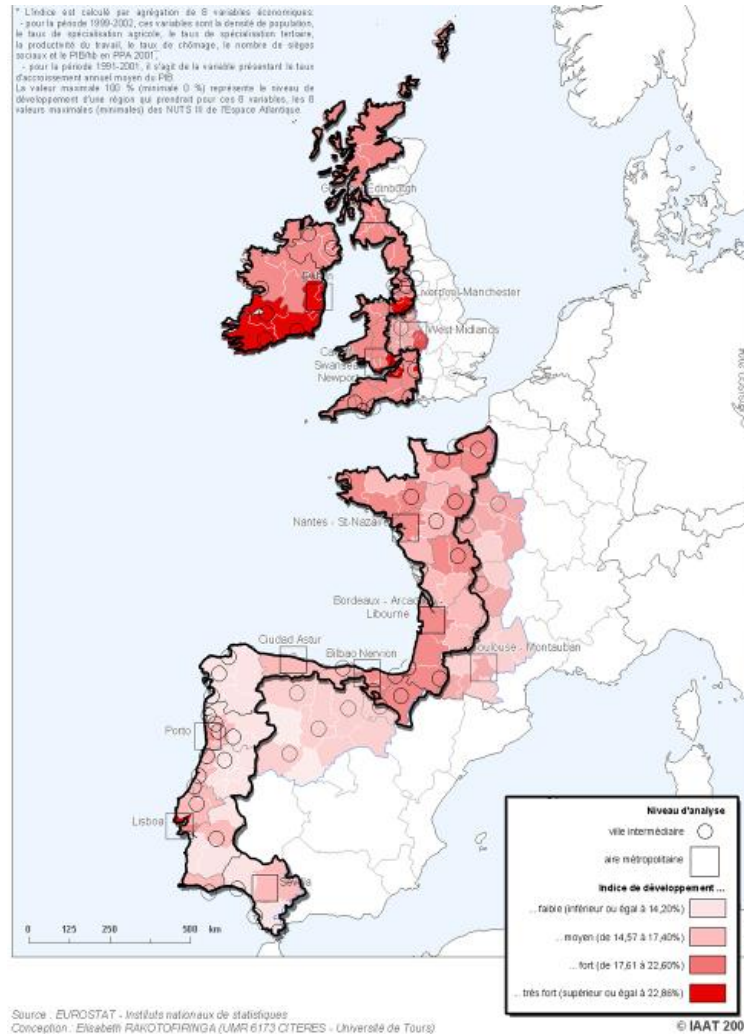 * L'indice est calculé par agrégation de 8 variables économiques:
- pour la période 1999-2002, ces variables sont la densité de population,
le taux de spécialisation agricole, le taux de spécialisation tertiaire,
la productivité du travail, le taux de chômage, le nombre de sièges
sociaux et le PIB/hb en PPA 2001,
- pour la période 1991-2001, il s'agit de la variable présentant le taux
d'accroissement annuel moyen du PIB.
La valeur maximale 100 % (minimale 0 %) représente le niveau de
développement d'une région qui prendrait pour ces 8 variables, les 8
valeurs maximales (minimales) des NUTS III de l'Espace Atlantique.
Edinburgh
Liverpool-Manchester
West Midlands
Swansea
Newport
Nantes - St-Nazaire
Bordeaux - Arcachon -
Libourne
Toulouse - Montauban
Ciudad Astur
Bilbao Nervion
Porto
Lisboa
Sevilla
Niveau d'analyse
ville intermédiaire
aire métropolitaine
Indice de développement ...
... faible (inférieur ou égal à 14,20%)
... moyen (de 14,57 à 17,40%)
... fort (de 17,61 à 22,60%)
... très fort (supérieur ou égal à 22,86%)
0 125 250 500 km
Source : EUROSTAT - Instituts nationaux de statistiques
Conception : Elisabeth RAKOTOFIRINGA (UMR 6173 CITERES - Université de Tours)
© IAAT 200